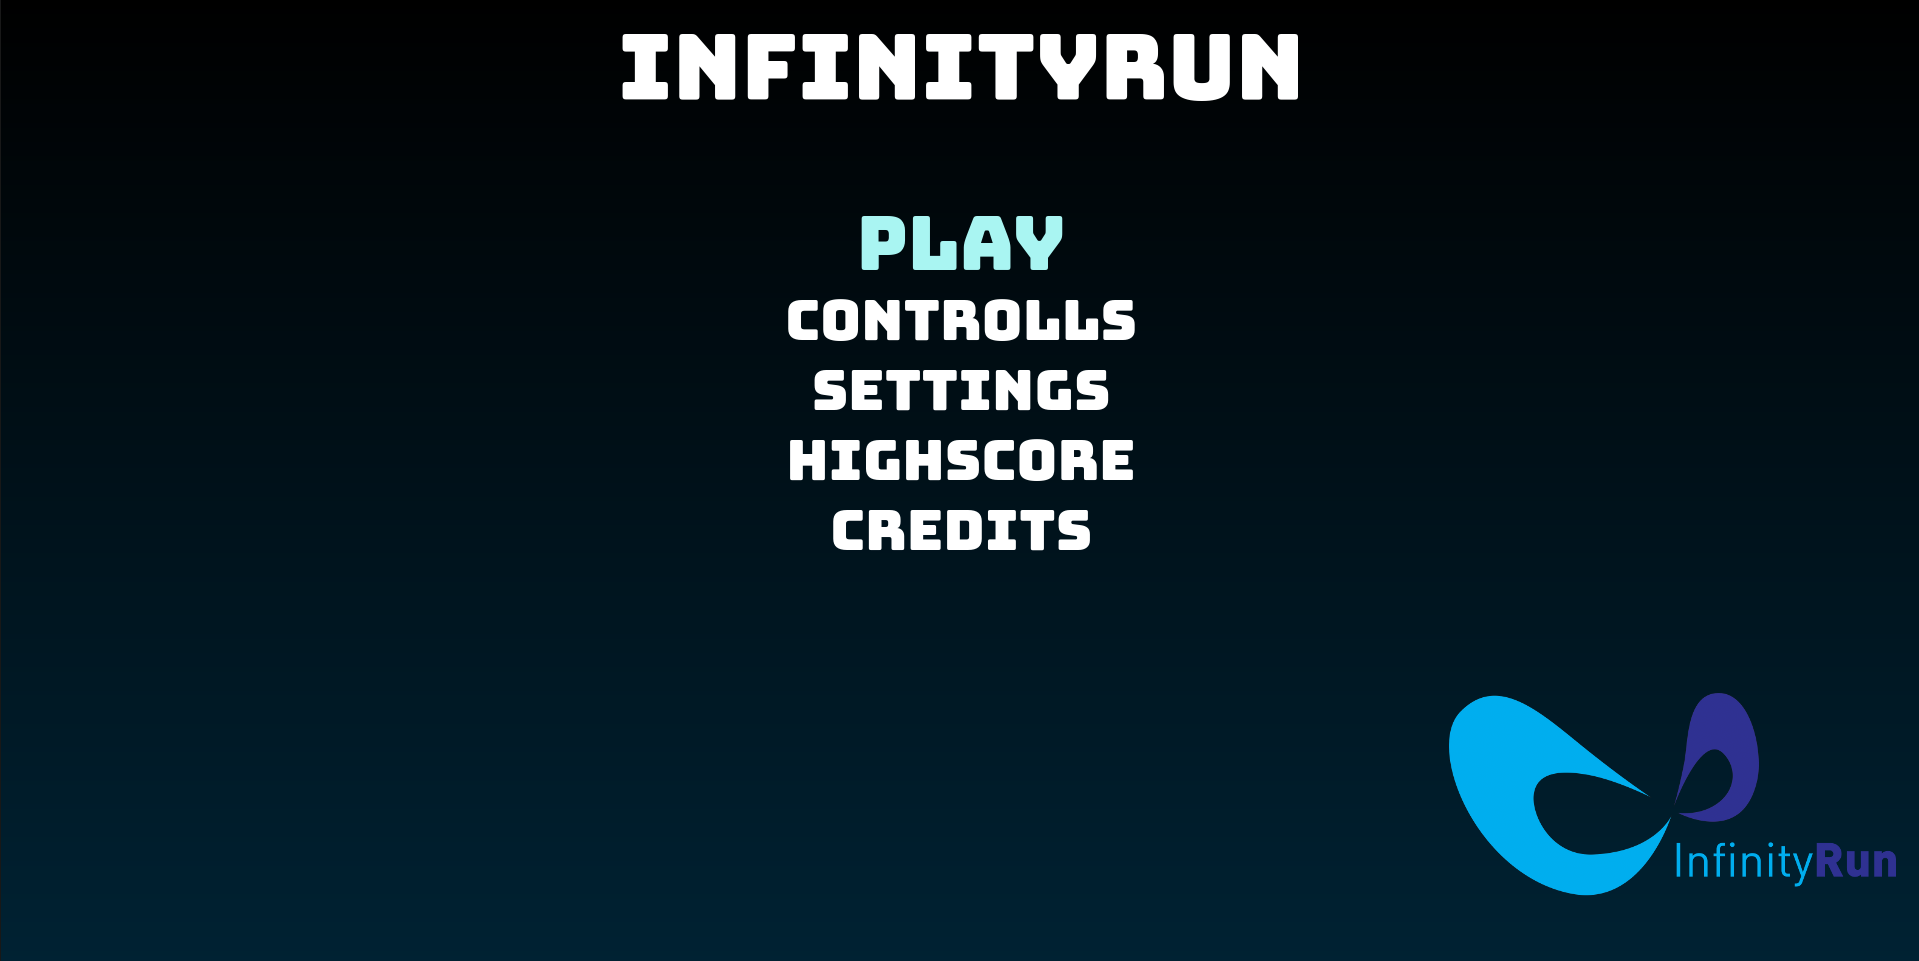 INFINITYRUN
PLAY
CONTROLLS
SETTINGS
HIGHSCORE
CREDITS
InfinityRun